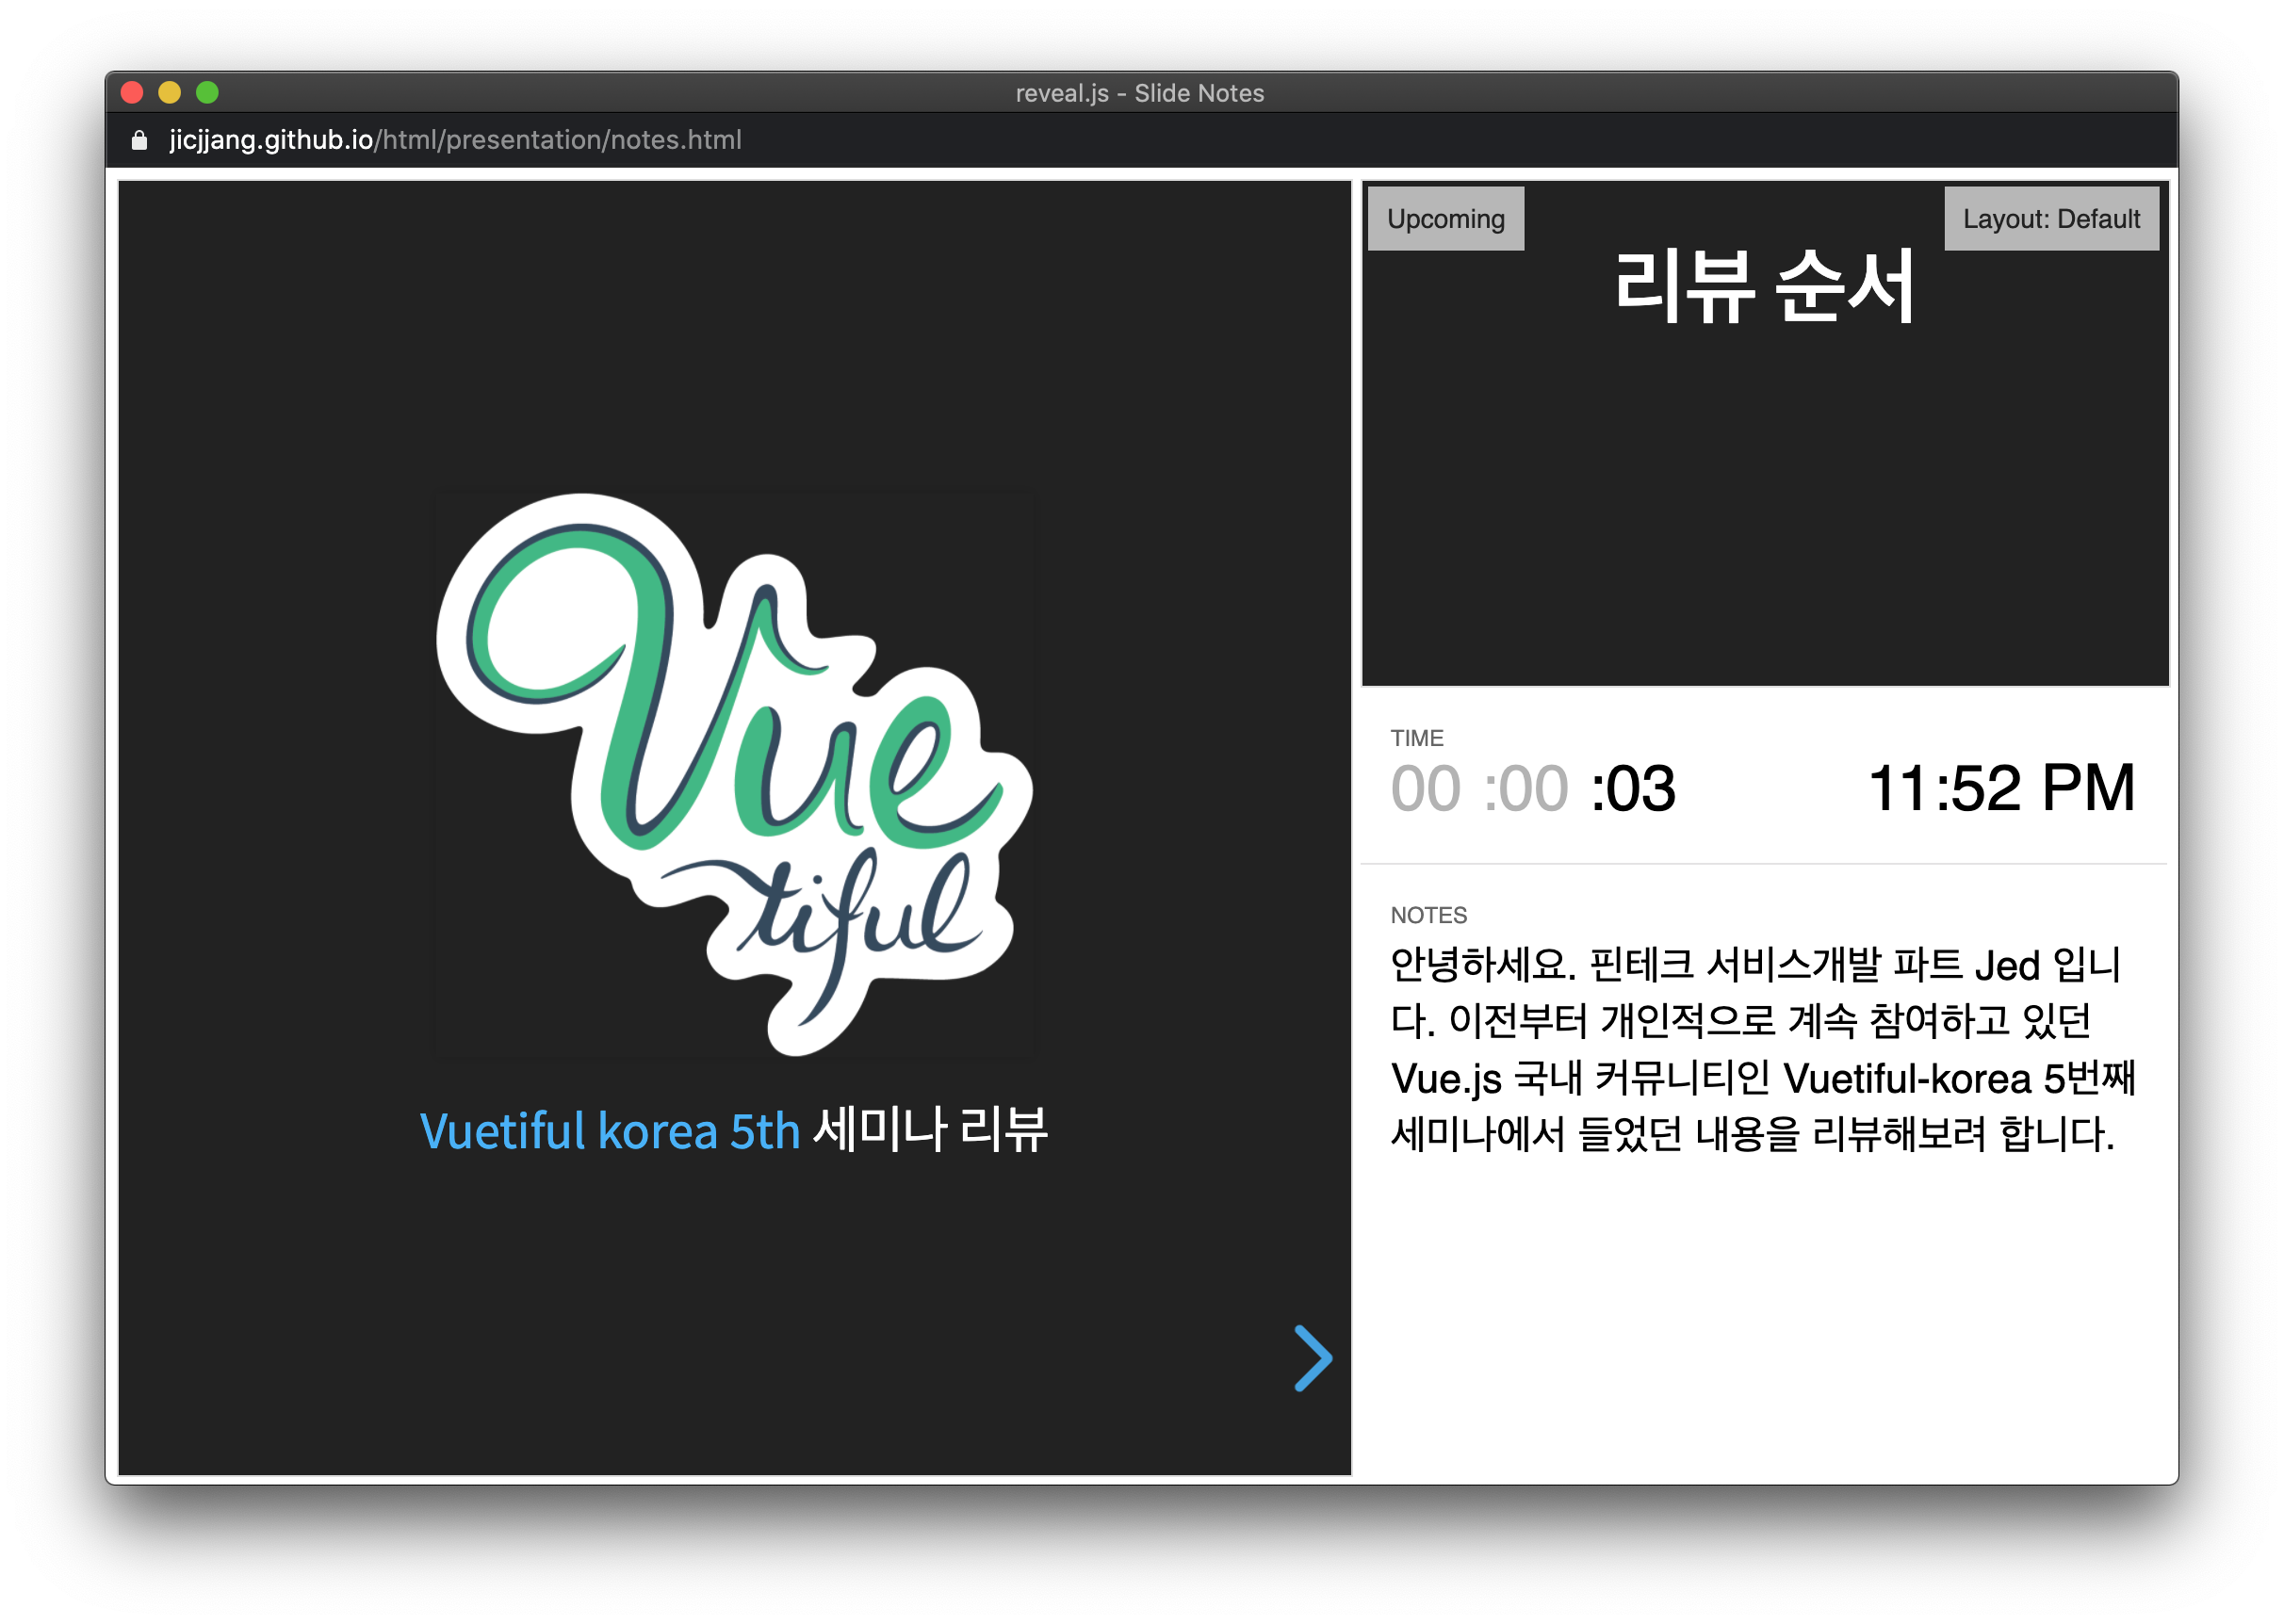 reveal.js - Slide Notes
jicjjang.github.io/html/presentation/notes.html
Vue
tiful
Vuetiful korea 5th 세미나 리뷰
Upcoming
Layout: Default
리뷰 순서
TIME
00 :00 :03
11:52 PM
NOTES
안녕하세요. 핀테크 서비스개발 파트 Jed 입니
다. 이전부터 개인적으로 계속 참여하고 있던
Vue.js 국내 커뮤니티인 Vuetiful-korea 5번째
세미나에서 들었던 내용을 리뷰해보려 합니다.